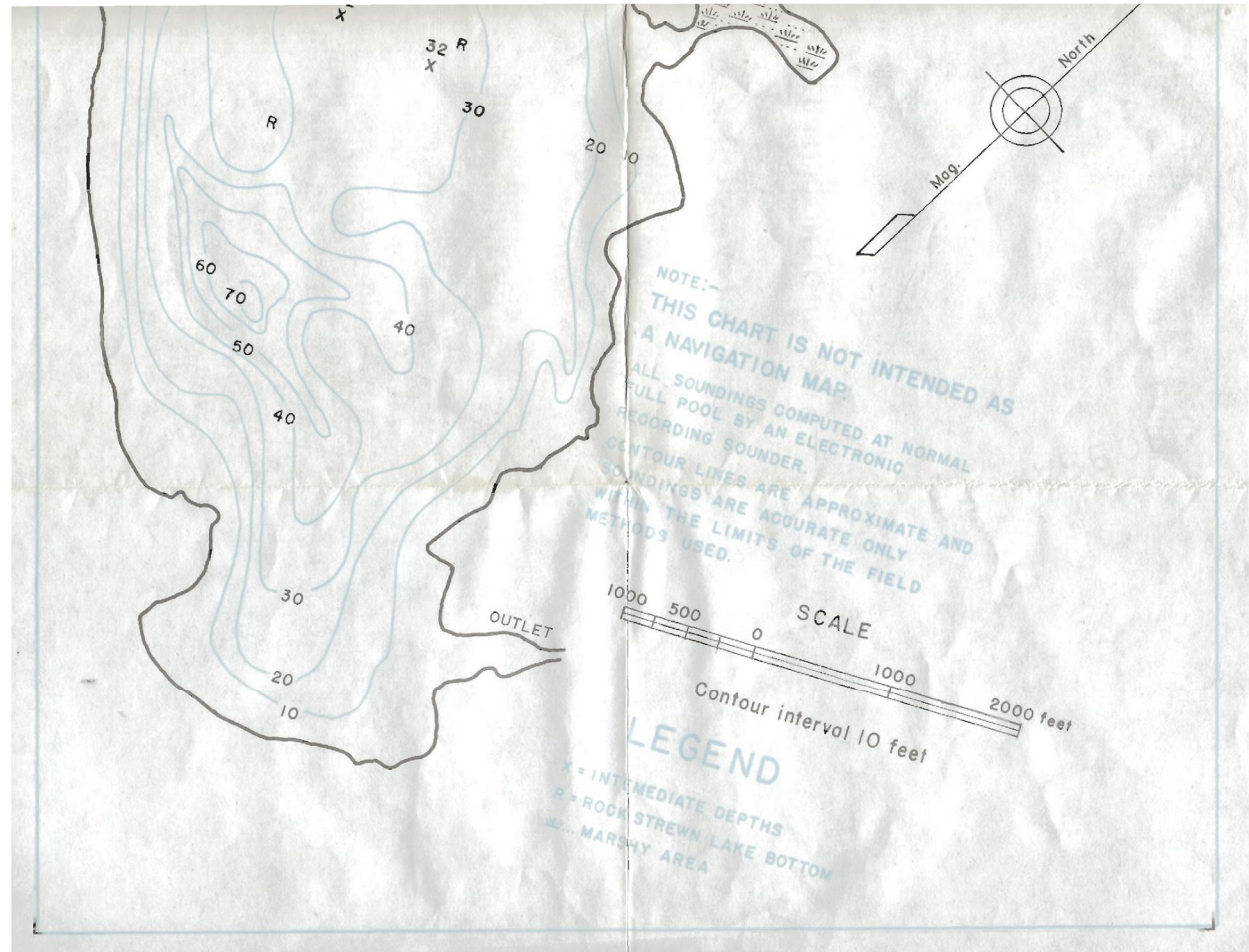 X
32 R
X
30
R
20 10
North
Mag.
60
70
40
50
40
NOTE:-
THIS CHART IS NOT INTENDED AS
A NAVIGATION MAP.
ALL SOUNDINGS COMPUTED AT NORMAL
FULL POOL BY AN ELECTRONIC
RECORDING SOUNDER.
CONTOUR LINES ARE APPROXIMATE AND
SOUNDINGS ARE ACCURATE ONLY
WITHIN THE LIMITS OF THE FIELD
METHODS USED.
30
OUTLET
20
10
SCALE
1000 500 0 1000 2000 feet
Contour interval 10 feet
LEGEND
X = INTEMEDIATE DEPTHS
R = ROCK STREWN LAKE BOTTOM
MARSHY AREA